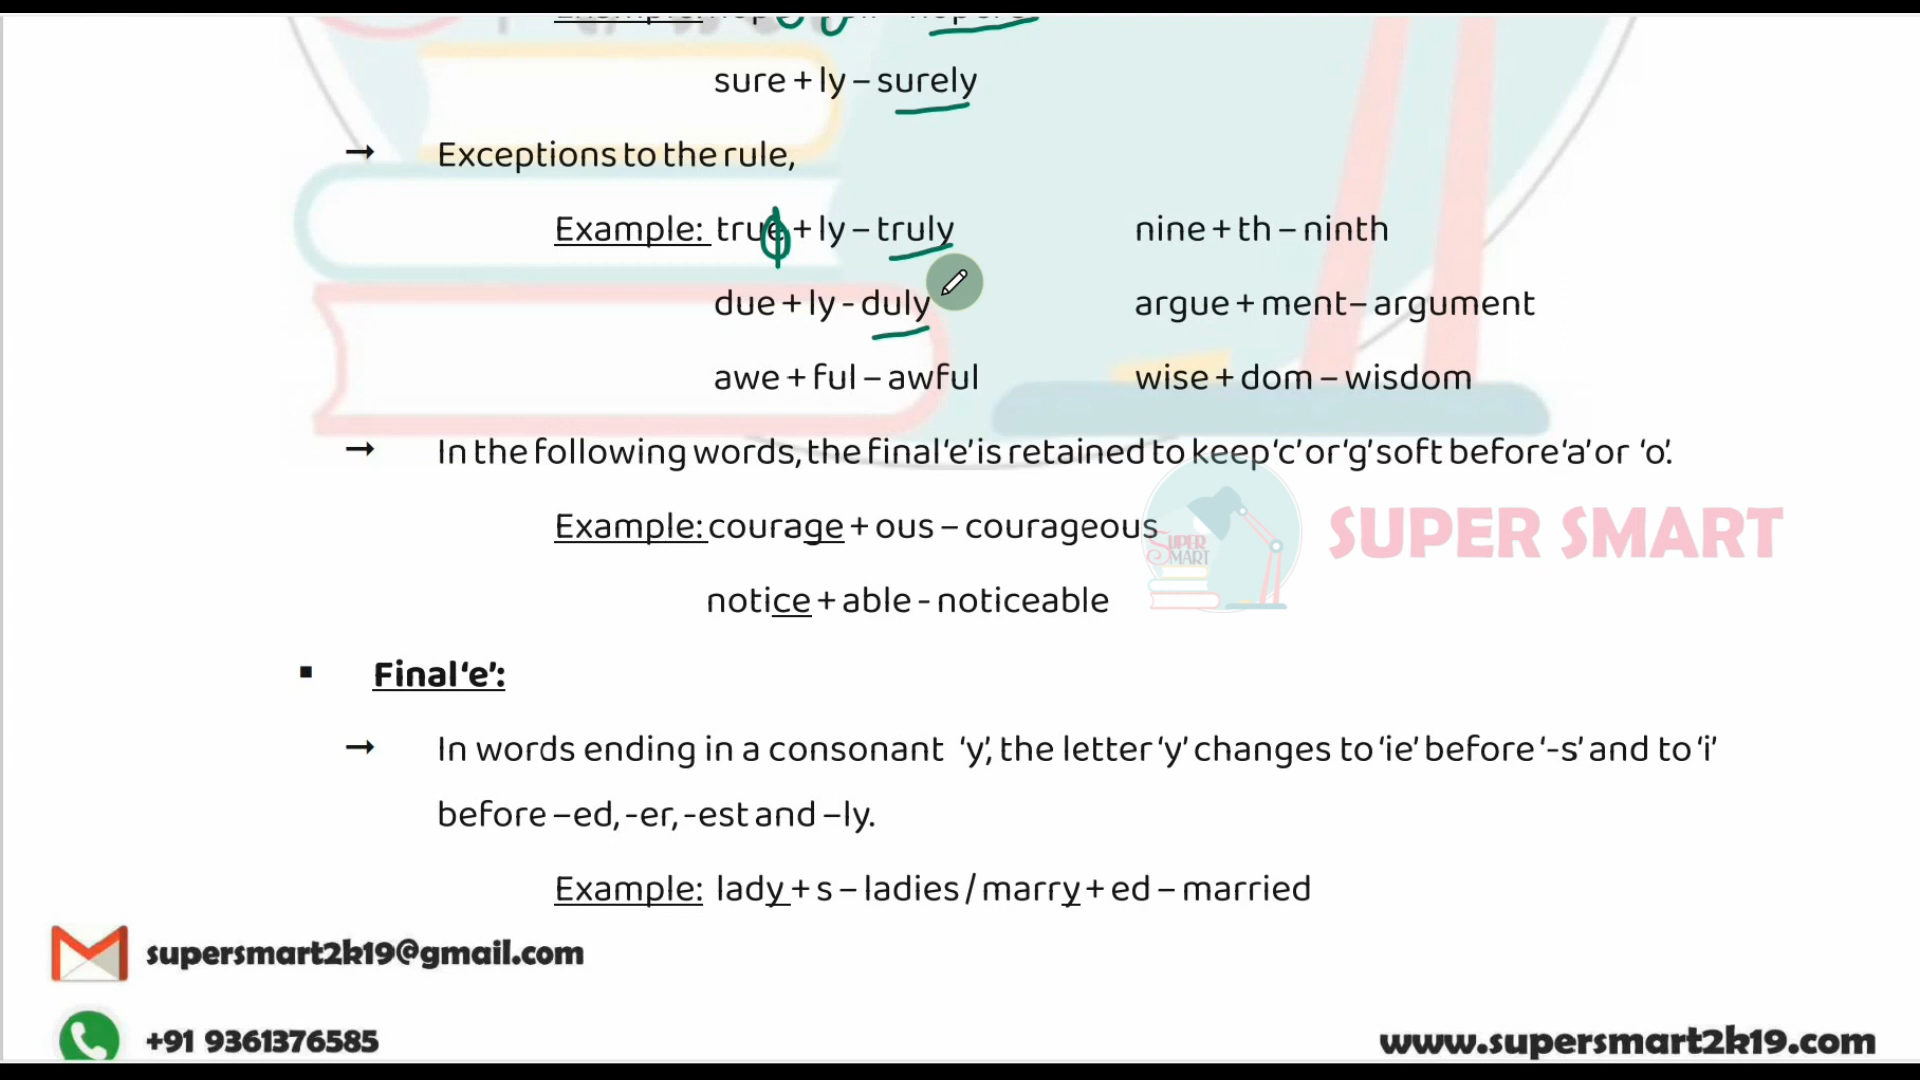 sure + ly – surely
→ Exceptions to the rule,
Example: true + ly – truly nine + th – ninth
due + ly - duly argue + ment– argument
awe + ful – awful wise + dom – wisdom
→ In the following words, the final ‘e’ is retained to keep ‘c’ or ‘g’ soft before ‘a’ or ‘o’.
Example: courage + ous – courageous
SUPER SMART
SUPER
SMART
notice + able - noticeable
▪ Final ‘e’:
→ In words ending in a consonant ‘y’, the letter ‘y’ changes to ‘ie’ before ‘-s’ and to ‘i’
before –ed, -er, -est and –ly.
Example: lady + s – ladies / marry + ed – married
supersmart2k19@gmail.com
+91 9361376585
www.supersmart2k19.com